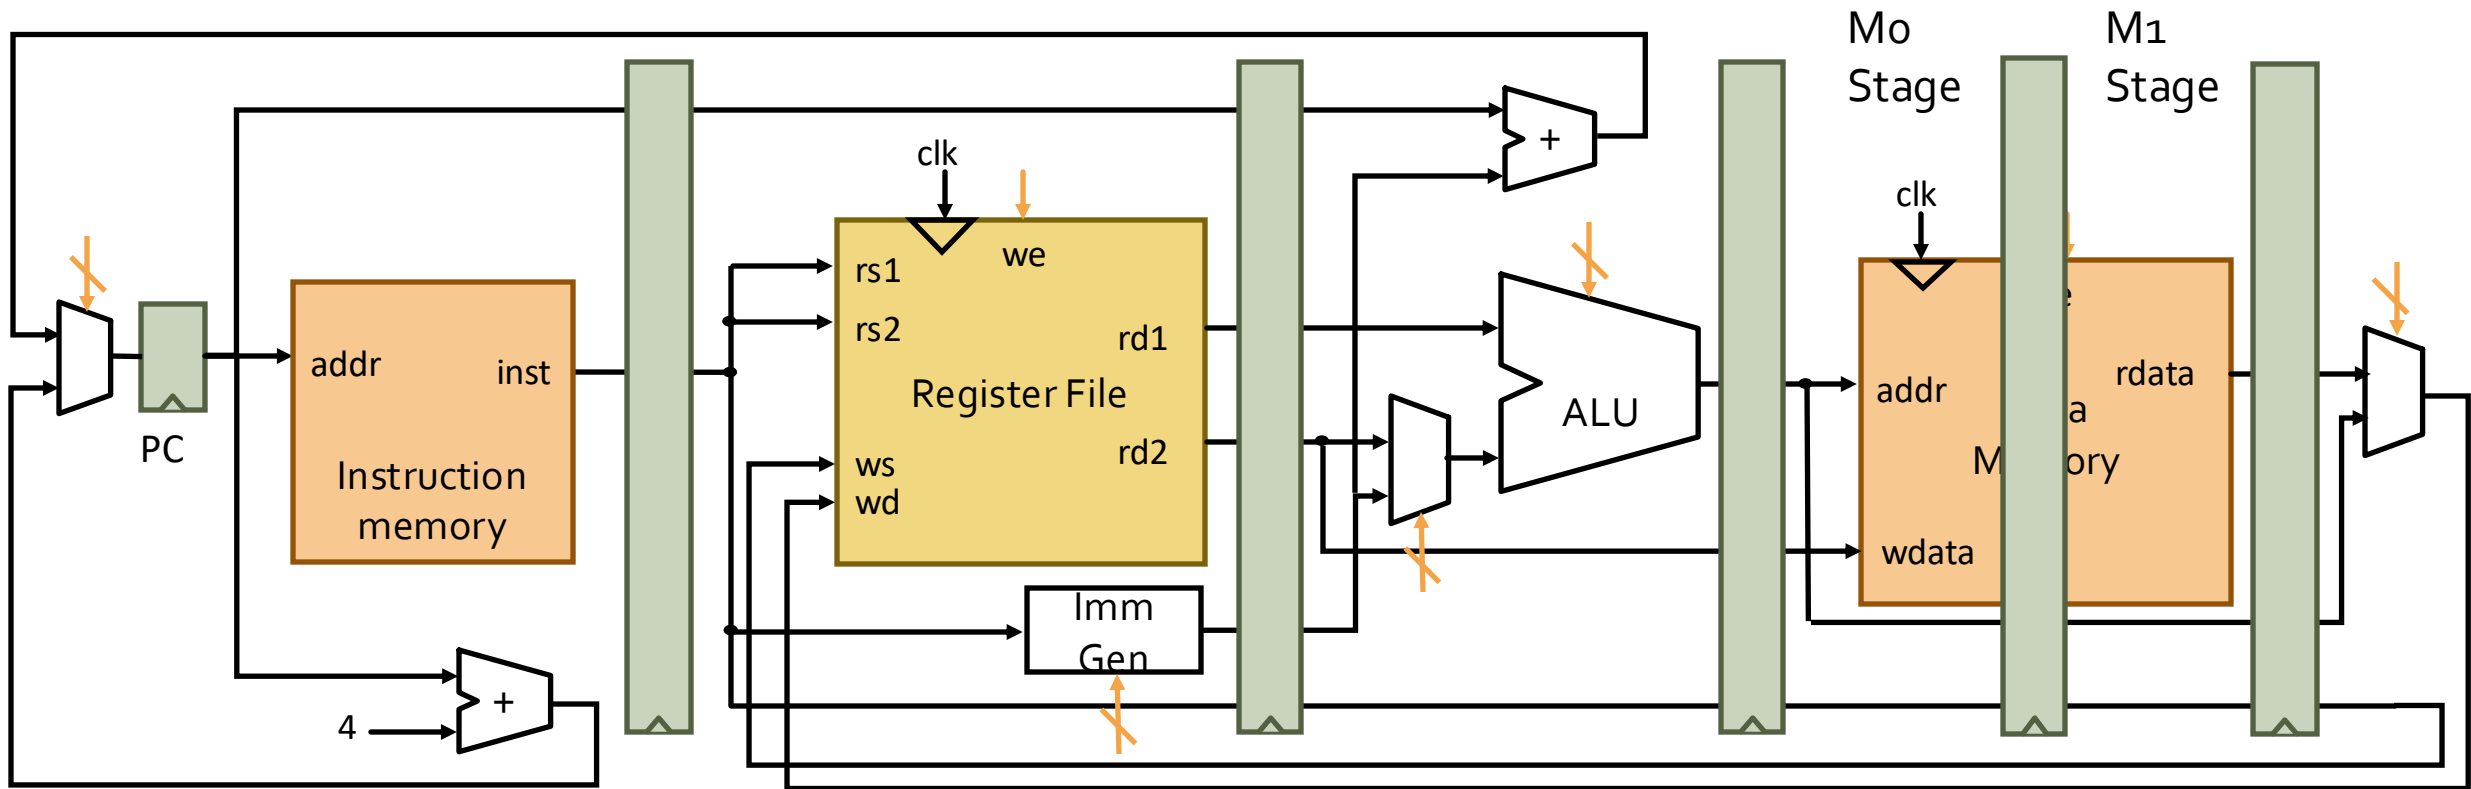 Mo
Stage
M1
Stage
clk
we
rs1
rs2
rd1
Register File
rd2
ws
wd
+
clk
addr
inst
Instruction
memory
PC
ALU
addr
rdata
wdata
Imm
Gen
+
4